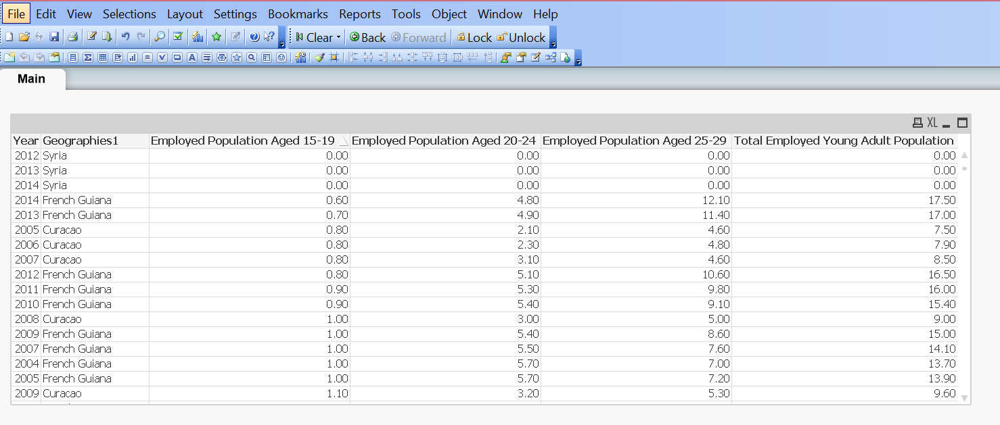 File Edit View Selections Layout Settings Bookmarks Reports Tools Object Window Help
Clear Back Forward Lock Unlock
Main
XL
Year Geographies1 Employed Population Aged 15-19 Employed Population Aged 20-24 Employed Population Aged 25-29 Total Employed Young Adult Population
2012 Syria 0.00 0.00 0.00 0.00
2013 Syria 0.00 0.00 0.00 0.00
2014 Syria 0.00 0.00 0.00 0.00
2014 French Guiana 0.60 4.80 12.10 17.50
2013 French Guiana 0.70 4.90 11.40 17.00
2005 Curacao 0.80 2.10 4.60 7.50
2006 Curacao 0.80 2.30 4.80 7.90
2007 Curacao 0.80 3.10 4.60 8.50
2012 French Guiana 0.80 5.10 10.60 16.50
2011 French Guiana 0.90 5.30 9.80 16.00
2010 French Guiana 0.90 5.40 9.10 15.40
2008 Curacao 1.00 3.00 5.00 9.00
2009 French Guiana 1.00 5.40 8.60 15.00
2007 French Guiana 1.00 5.50 7.60 14.10
2004 French Guiana 1.00 5.70 7.00 13.70
2005 French Guiana 1.00 5.70 7.20 13.90
2009 Curacao 1.10 3.20 5.30 9.60